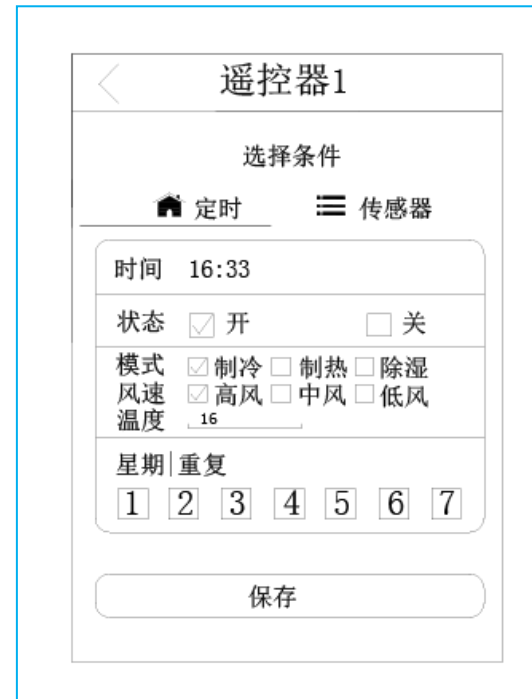 遥控器1
选择条件
定时 传感器
时间 16:33
状态 开 关
模式 制冷 制热 除湿
风速 高风 中风 低风
温度 16
星期|重复
1 2 3 4 5 6 7
保存